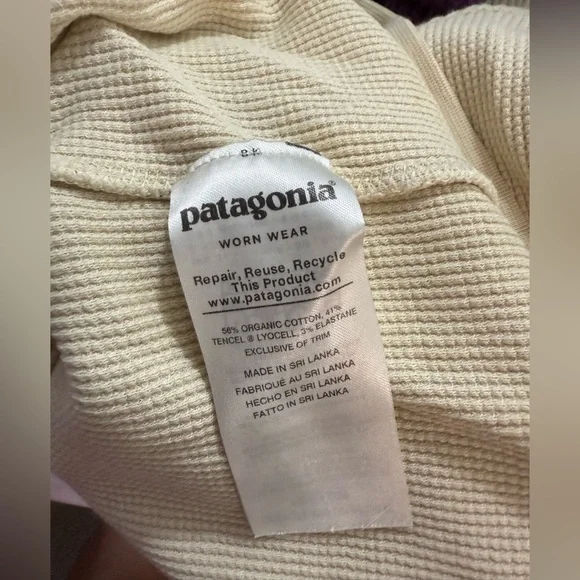 patagonia®
WORN WEAR
Repair, Reuse, Recycle
This Product
www.patagonia.com
56% ORGANIC COTTON, 41%
TENCEL ® LYOCELL, 3% ELASTANE
EXCLUSIVE OF TRIM
MADE IN SRI LANKA
FABRIQUÉ AU SRI LANKA
HECHO EN SRI LANKA
FATTO IN SRI LANKA